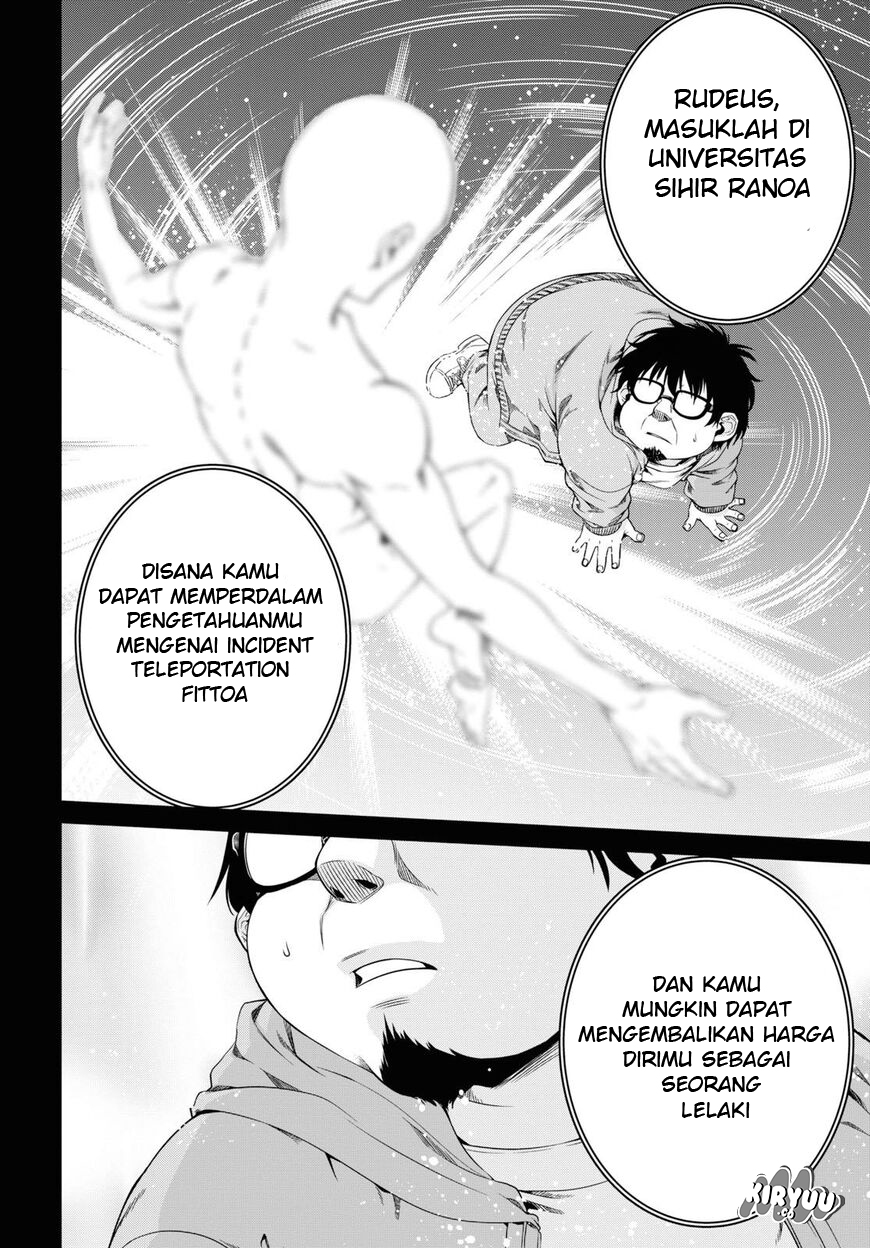 RUDEUS,
MASUKLAH DI
UNIVERSITAS
SIHIR RANOA
DISANA KAMU
DAPAT MEMPERDALAM
PENGETAHUANMU
MENGENAI INCIDENT
TELEPORTATION
FITTOA
DAN KAMU
MUNGKIN DAPAT
MENGEMBALIKAN HARGA
DIRIMU SEBAGAI
SEORANG
LELAKI
KIRYUU
.CO